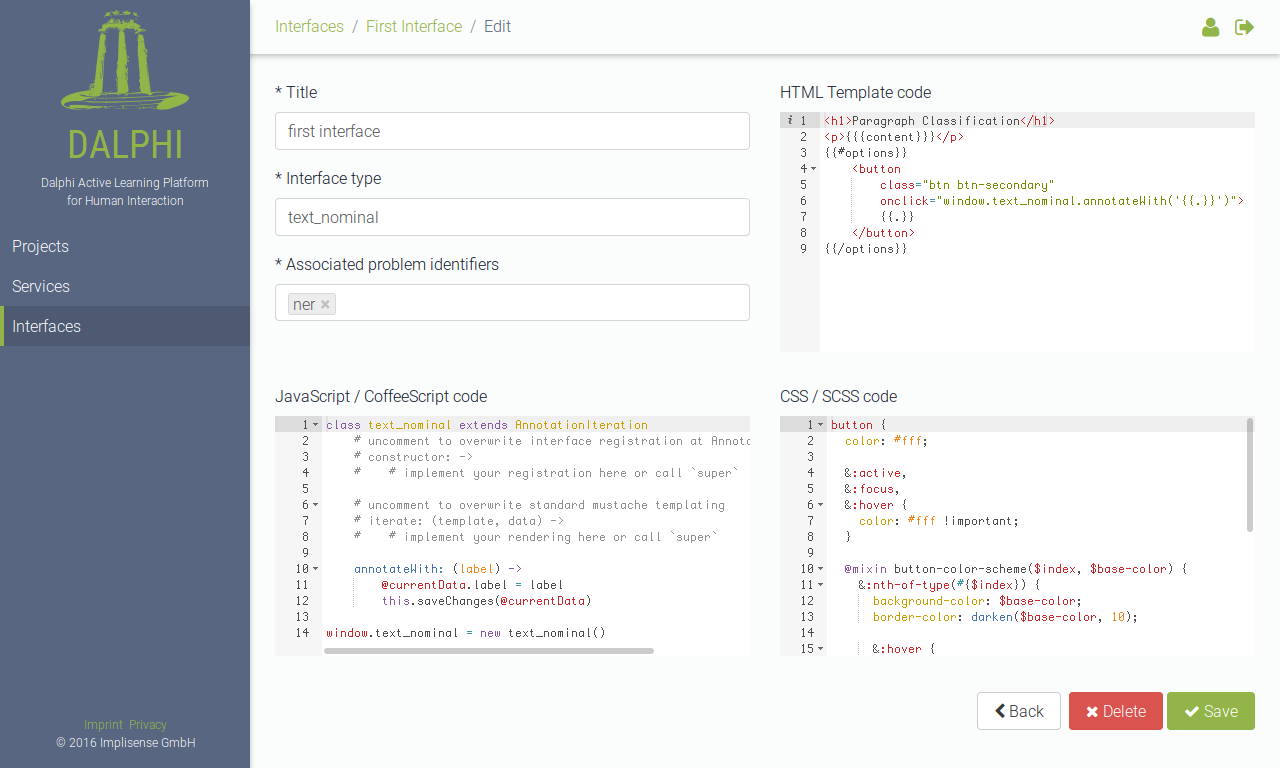 DALPHI
Dalphi Active Learning Platform
for Human Interaction
Projects
Services
Interfaces
Imprint Privacy
© 2016 Implisense GmbH
Interfaces / First Interface / Edit
* Title
first interface
* Interface type
text_nominal
* Associated problem identifiers
ner ×
HTML Template code
i 1 <h1>Paragraph Classification</h1>
2 <p>{{{content}}}</p>
3 {{#options}}
4     <button
5         class="btn btn-secondary"
6         onclick="window.text_nominal.annotateWith('{{.}}')">
7         {{.}}
8     </button>
9 {{/options}}
JavaScript / CoffeeScript code
1 class text_nominal extends AnnotationIteration
2     # uncomment to overwrite interface registration at Annota
3     # constructor: ->
4     #    # implement your registration here or call `super`
5
6     # uncomment to overwrite standard mustache templating
7     # iterate: (template, data) ->
8     #    # implement your rendering here or call `super`
9
10     annotateWith: (label) ->
11         @currentData.label = label
12         this.saveChanges(@currentData)
13
14 window.text_nominal = new text_nominal()
CSS / SCSS code
1 button {
2   color: #fff;
3
4   &:active,
5   &:focus,
6   &:hover {
7     color: #fff !important;
8   }
9
10   @mixin button-color-scheme($index, $base-color) {
11     &:nth-of-type(#{$index}) {
12       background-color: $base-color;
13       border-color: darken($base-color, 10);
14
15       &:hover {
Back
Delete
Save